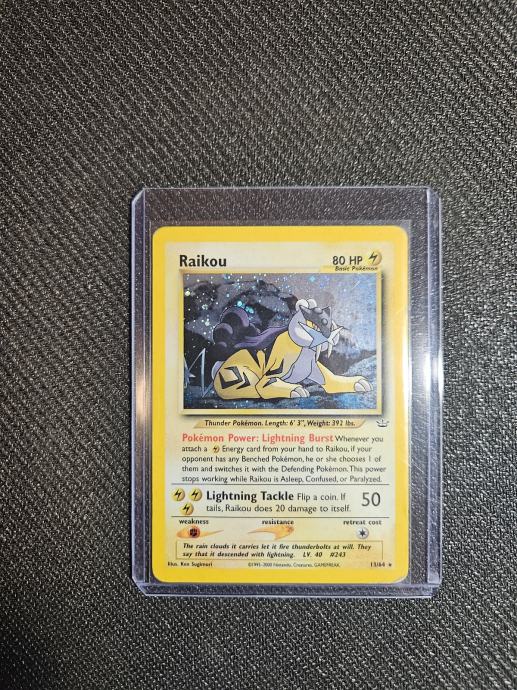 Raikou 80 HP
Basic Pokémon
Thunder Pokémon. Length: 6' 3", Weight: 392 lbs.
Pokémon Power: Lightning Burst Whenever you
attach a Energy card from your hand to Raikou, if your
opponent has any Benched Pokémon, he or she chooses 1 of
them and switches it with the Defending Pokémon. This power
stops working while Raikou is Asleep, Confused, or Paralyzed.
Lightning Tackle Flip a coin. If 50
tails, Raikou does 20 damage to itself.
weakness resistance retreat cost
The rain clouds it carries let it fire thunderbolts at will. They
say that it descended with lightning. LV. 40 #243
Illus. Ken Sugimori ©1995-2000 Nintendo, Creatures, GAMEFREAK. 13/64 ★